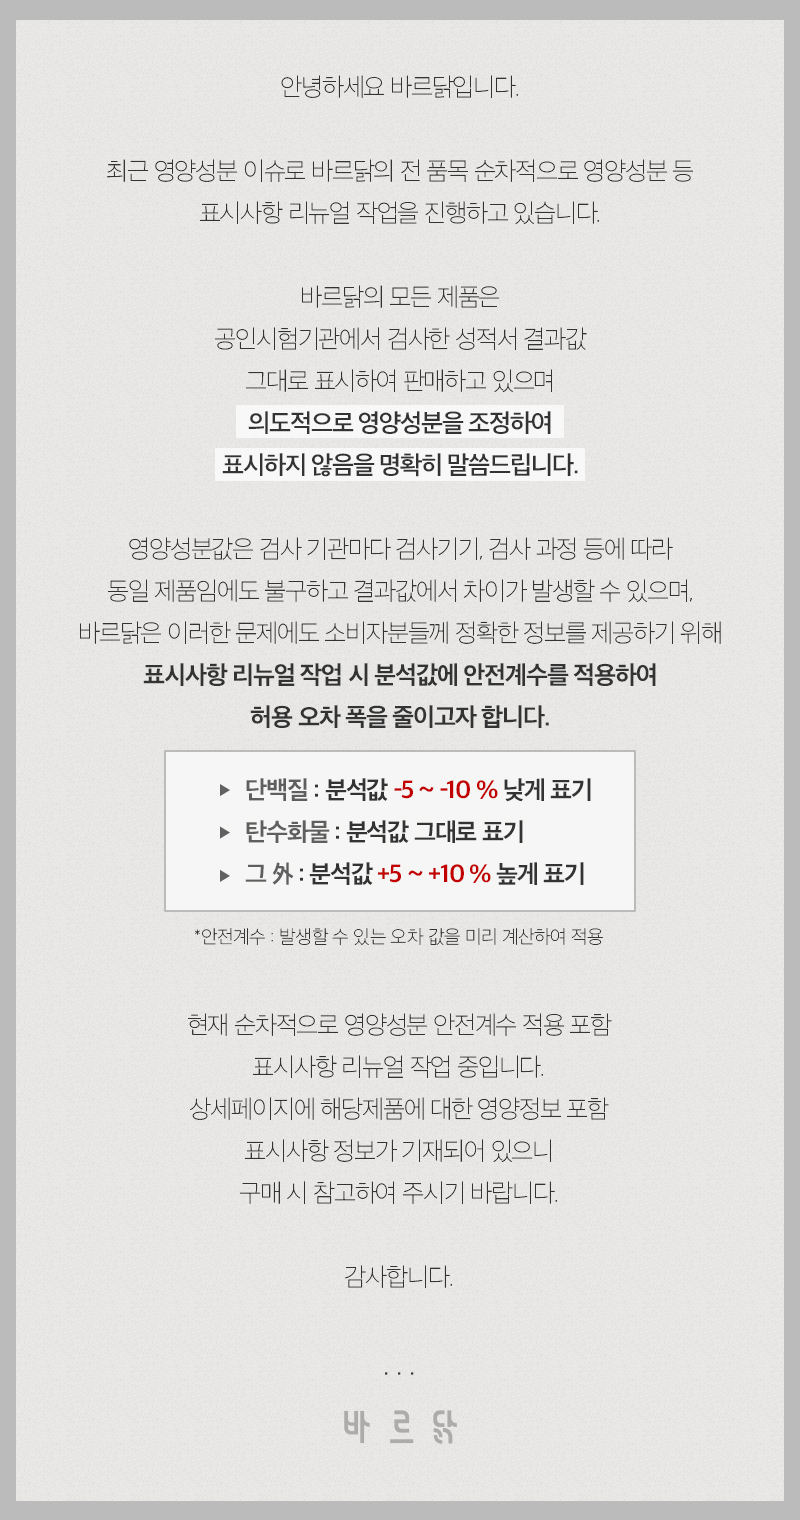 안녕하세요 바르닭입니다.
최근 영양성분 이슈로 바르닭의 전 품목 순차적으로 영양성분 등
표시사항 리뉴얼 작업을 진행하고 있습니다.
바르닭의 모든 제품은
공인시험기관에서 검사한 성적서 결과값
그대로 표시하여 판매하고 있으며
의도적으로 영양성분을 조정하여
표시하지 않음을 명확히 말씀드립니다.
영양성분값은 검사 기관마다 검사기기, 검사 과정 등에 따라
동일 제품임에도 불구하고 결과값에서 차이가 발생할 수 있으며,
바르닭은 이러한 문제에도 소비자분들께 정확한 정보를 제공하기 위해
표시사항 리뉴얼 작업 시 분석값에 안전계수를 적용하여
허용 오차 폭을 줄이고자 합니다.
▶ 단백질 : 분석값 -5 ~ -10 % 낮게 표기
▶ 탄수화물 : 분석값 그대로 표기
▶ 그 外 : 분석값 +5 ~ +10 % 높게 표기
*안전계수 : 발생할 수 있는 오차 값을 미리 계산하여 적용
현재 순차적으로 영양성분 안전계수 적용 포함
표시사항 리뉴얼 작업 중입니다.
상세페이지에 해당제품에 대한 영양정보 포함
표시사항 정보가 기재되어 있으니
구매 시 참고하여 주시기 바랍니다.
감사합니다.
. . .
바르닭